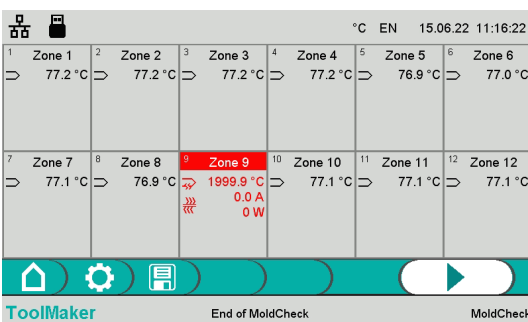 °C EN 15.06.22 11:16:22
1 Zone 1 2 Zone 2 3 Zone 3 4 Zone 4 5 Zone 5 6 Zone 6
77.2 °C 77.2 °C 77.2 °C 77.2 °C 76.9 °C 77.0 °C
7 Zone 7 8 Zone 8 9 Zone 9 10 Zone 10 11 Zone 11 12 Zone 12
77.1 °C 76.9 °C 1999.9 °C 77.1 °C 77.1 °C 77.1 °C
0.0 A
0 W
ToolMaker End of MoldCheck MoldCheck